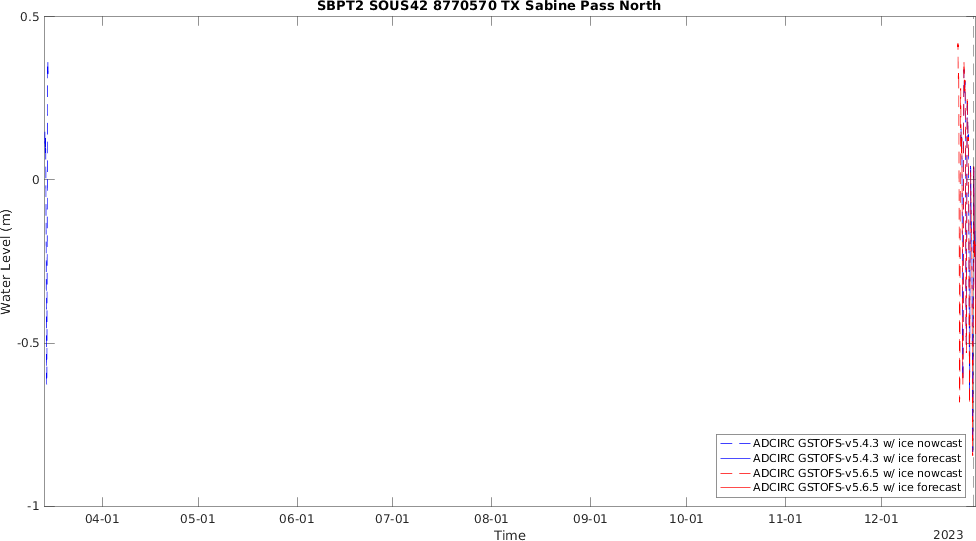 SBPT2 SOUS42 8770570 TX Sabine Pass North
0.5
0
-0.5
-1
Water Level (m)
04-01 05-01 06-01 07-01 08-01 09-01 10-01 11-01 12-01
Time
2023
ADCIRC GSTOFS-v5.4.3 w/ ice nowcast
ADCIRC GSTOFS-v5.4.3 w/ ice forecast
ADCIRC GSTOFS-v5.6.5 w/ ice nowcast
ADCIRC GSTOFS-v5.6.5 w/ ice forecast